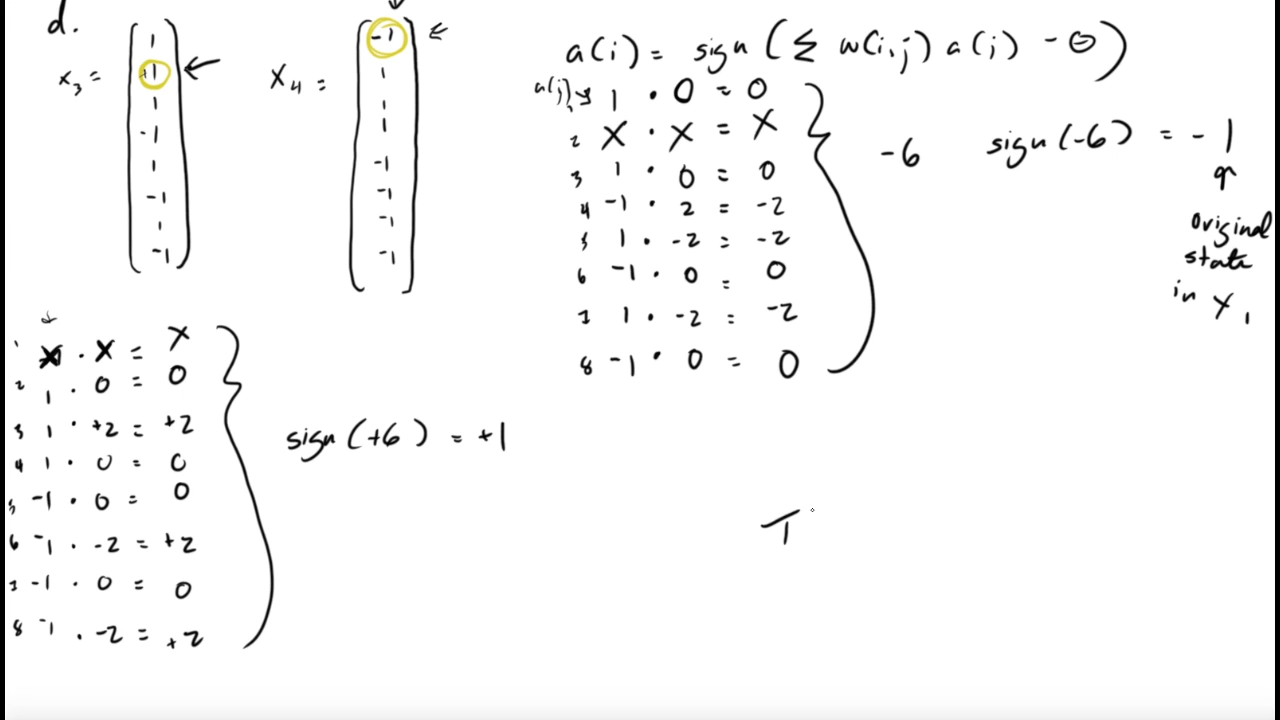 d.
x₃ =
1
+1
1
-1
1
-1
1
-1
X₄ =
-1
1
1
1
-1
-1
-1
-1
a(i) = sign (Σ w(i,j) a(j) - θ)
a(j)
1 · 0 = 0
2 X · X = X
3 1 · 0 = 0
4 -1 · 2 = -2
5 1 · -2 = -2
6 -1 · 0 = 0
7 1 · -2 = -2
8 -1 · 0 = 0
-6
sign(-6) = -1
original
state
in X₁
1 X · X = X
2 1 · 0 = 0
3 1 · +2 = +2
4 1 · 0 = 0
5 -1 · 0 = 0
6 -1 · -2 = +2
7 -1 · 0 = 0
8 -1 · -2 = +2
sign(+6) = +1
T